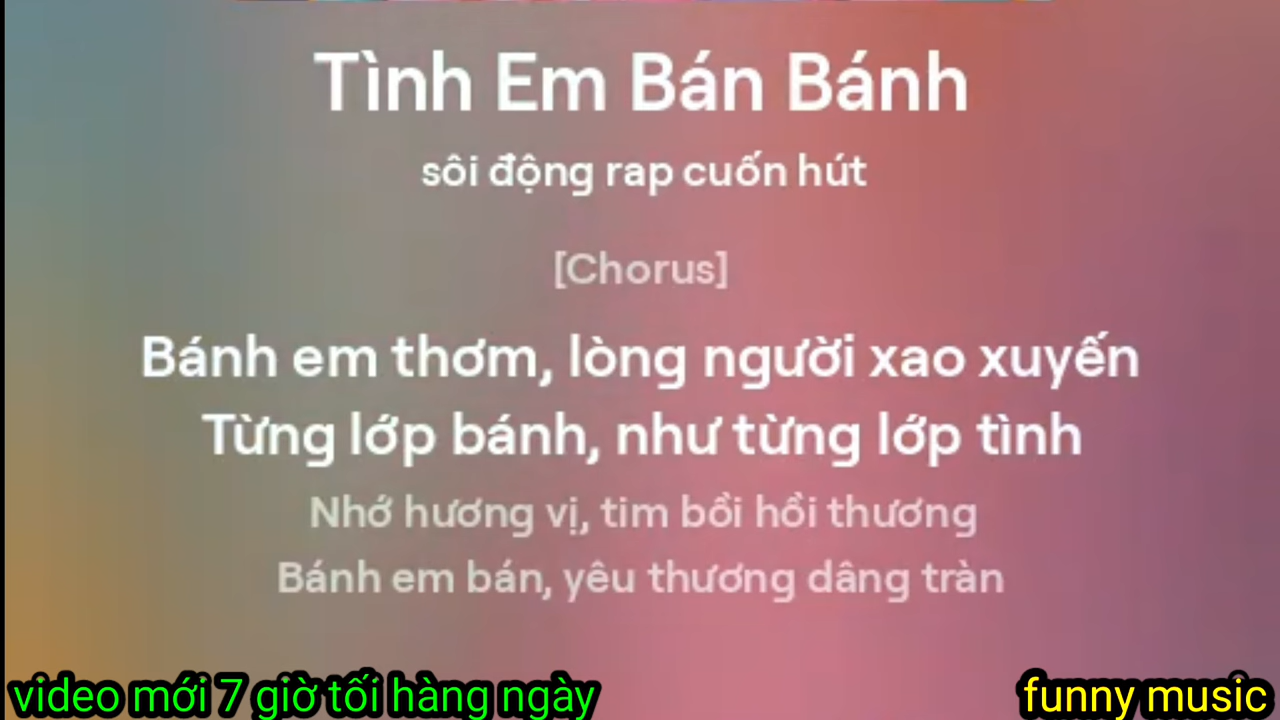 Tình Em Bán Bánh
sôi động rap cuốn hút
[Chorus]
Bánh em thơm, lòng người xao xuyến
Từng lớp bánh, như từng lớp tình
Nhớ hương vị, tim bồi hồi thương
Bánh em bán, yêu thương dâng tràn
video mới 7 giờ tối hàng ngày
funny music